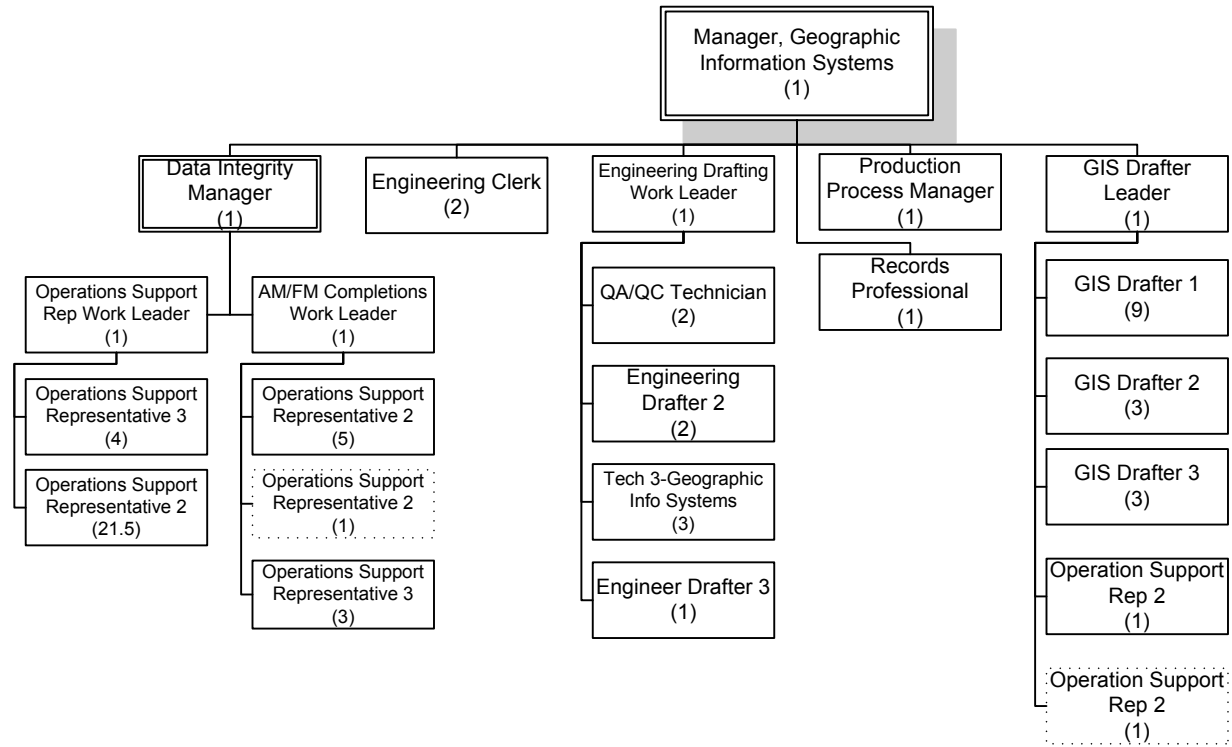 Manager, Geographic
Information Systems
(1)
Data Integrity
Manager
(1)
Engineering Clerk
(2)
Engineering Drafting
Work Leader
(1)
Production
Process Manager
(1)
GIS Drafter
Leader
(1)
Records
Professional
(1)
Operations Support
Rep Work Leader
(1)
AM/FM Completions
Work Leader
(1)
Operations Support
Representative 3
(4)
Operations Support
Representative 2
(21.5)
Operations Support
Representative 2
(5)
Operations Support
Representative 2
(1)
Operations Support
Representative 3
(3)
QA/QC Technician
(2)
Engineering
Drafter 2
(2)
Tech 3-Geographic
Info Systems
(3)
Engineer Drafter 3
(1)
GIS Drafter 1
(9)
GIS Drafter 2
(3)
GIS Drafter 3
(3)
Operation Support
Rep 2
(1)
Operation Support
Rep 2
(1)